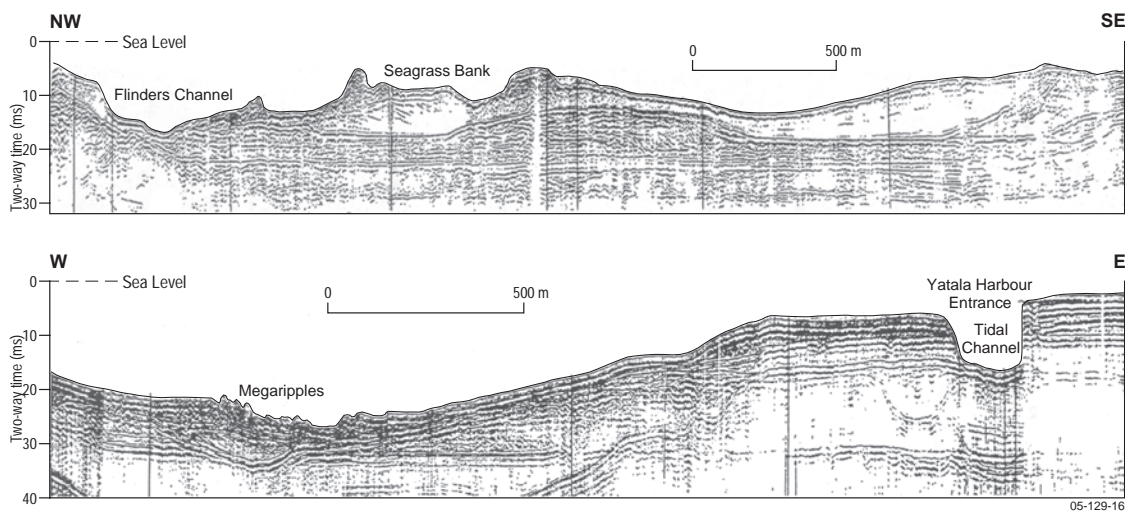 NW
SE
0
Sea Level
0
500 m
Seagrass Bank
Flinders Channel
10
20
30
Two-way time (ms)
W
E
0
Sea Level
0
500 m
Yatala Harbour
Entrance
Tidal
Channel
10
Megaripples
20
30
40
Two-way time (ms)
05-129-16